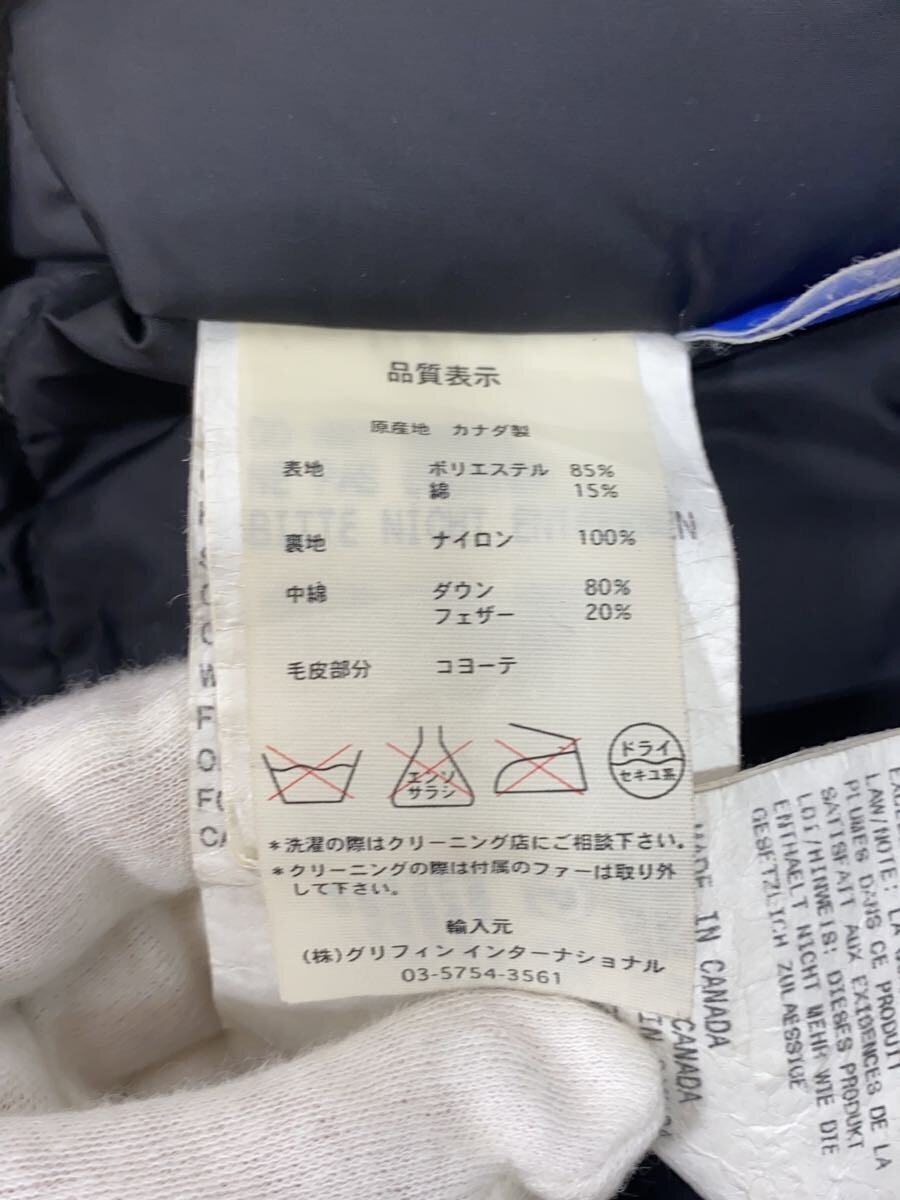 品質表示
原産地 カナダ製
表地 ポリエステル 85%
綿 15%
裏地 ナイロン 100%
中綿 ダウン 80%
フェザー 20%
毛皮部分 コヨーテ
エンソ
サラシ
ドライ
セキユ系
*洗濯の際はクリーニング店にご相談下さい。
*クリーニングの際は付属のファーは取り外
して下さい。
輸入元
(株)グリフィン インターナショナル
03-5754-3561
MADE IN CANADA
CANADA
LAW/NOTE: LA
PLUMES DANS CE PRODUIT
SATISFAIT AUX EXIGENCES DE LA
LOI/HINWEIS: DIESES PRODUKT
ENTHAELT NICHT MEHR WIE DIE
GESETZLICH ZULAESSIGE